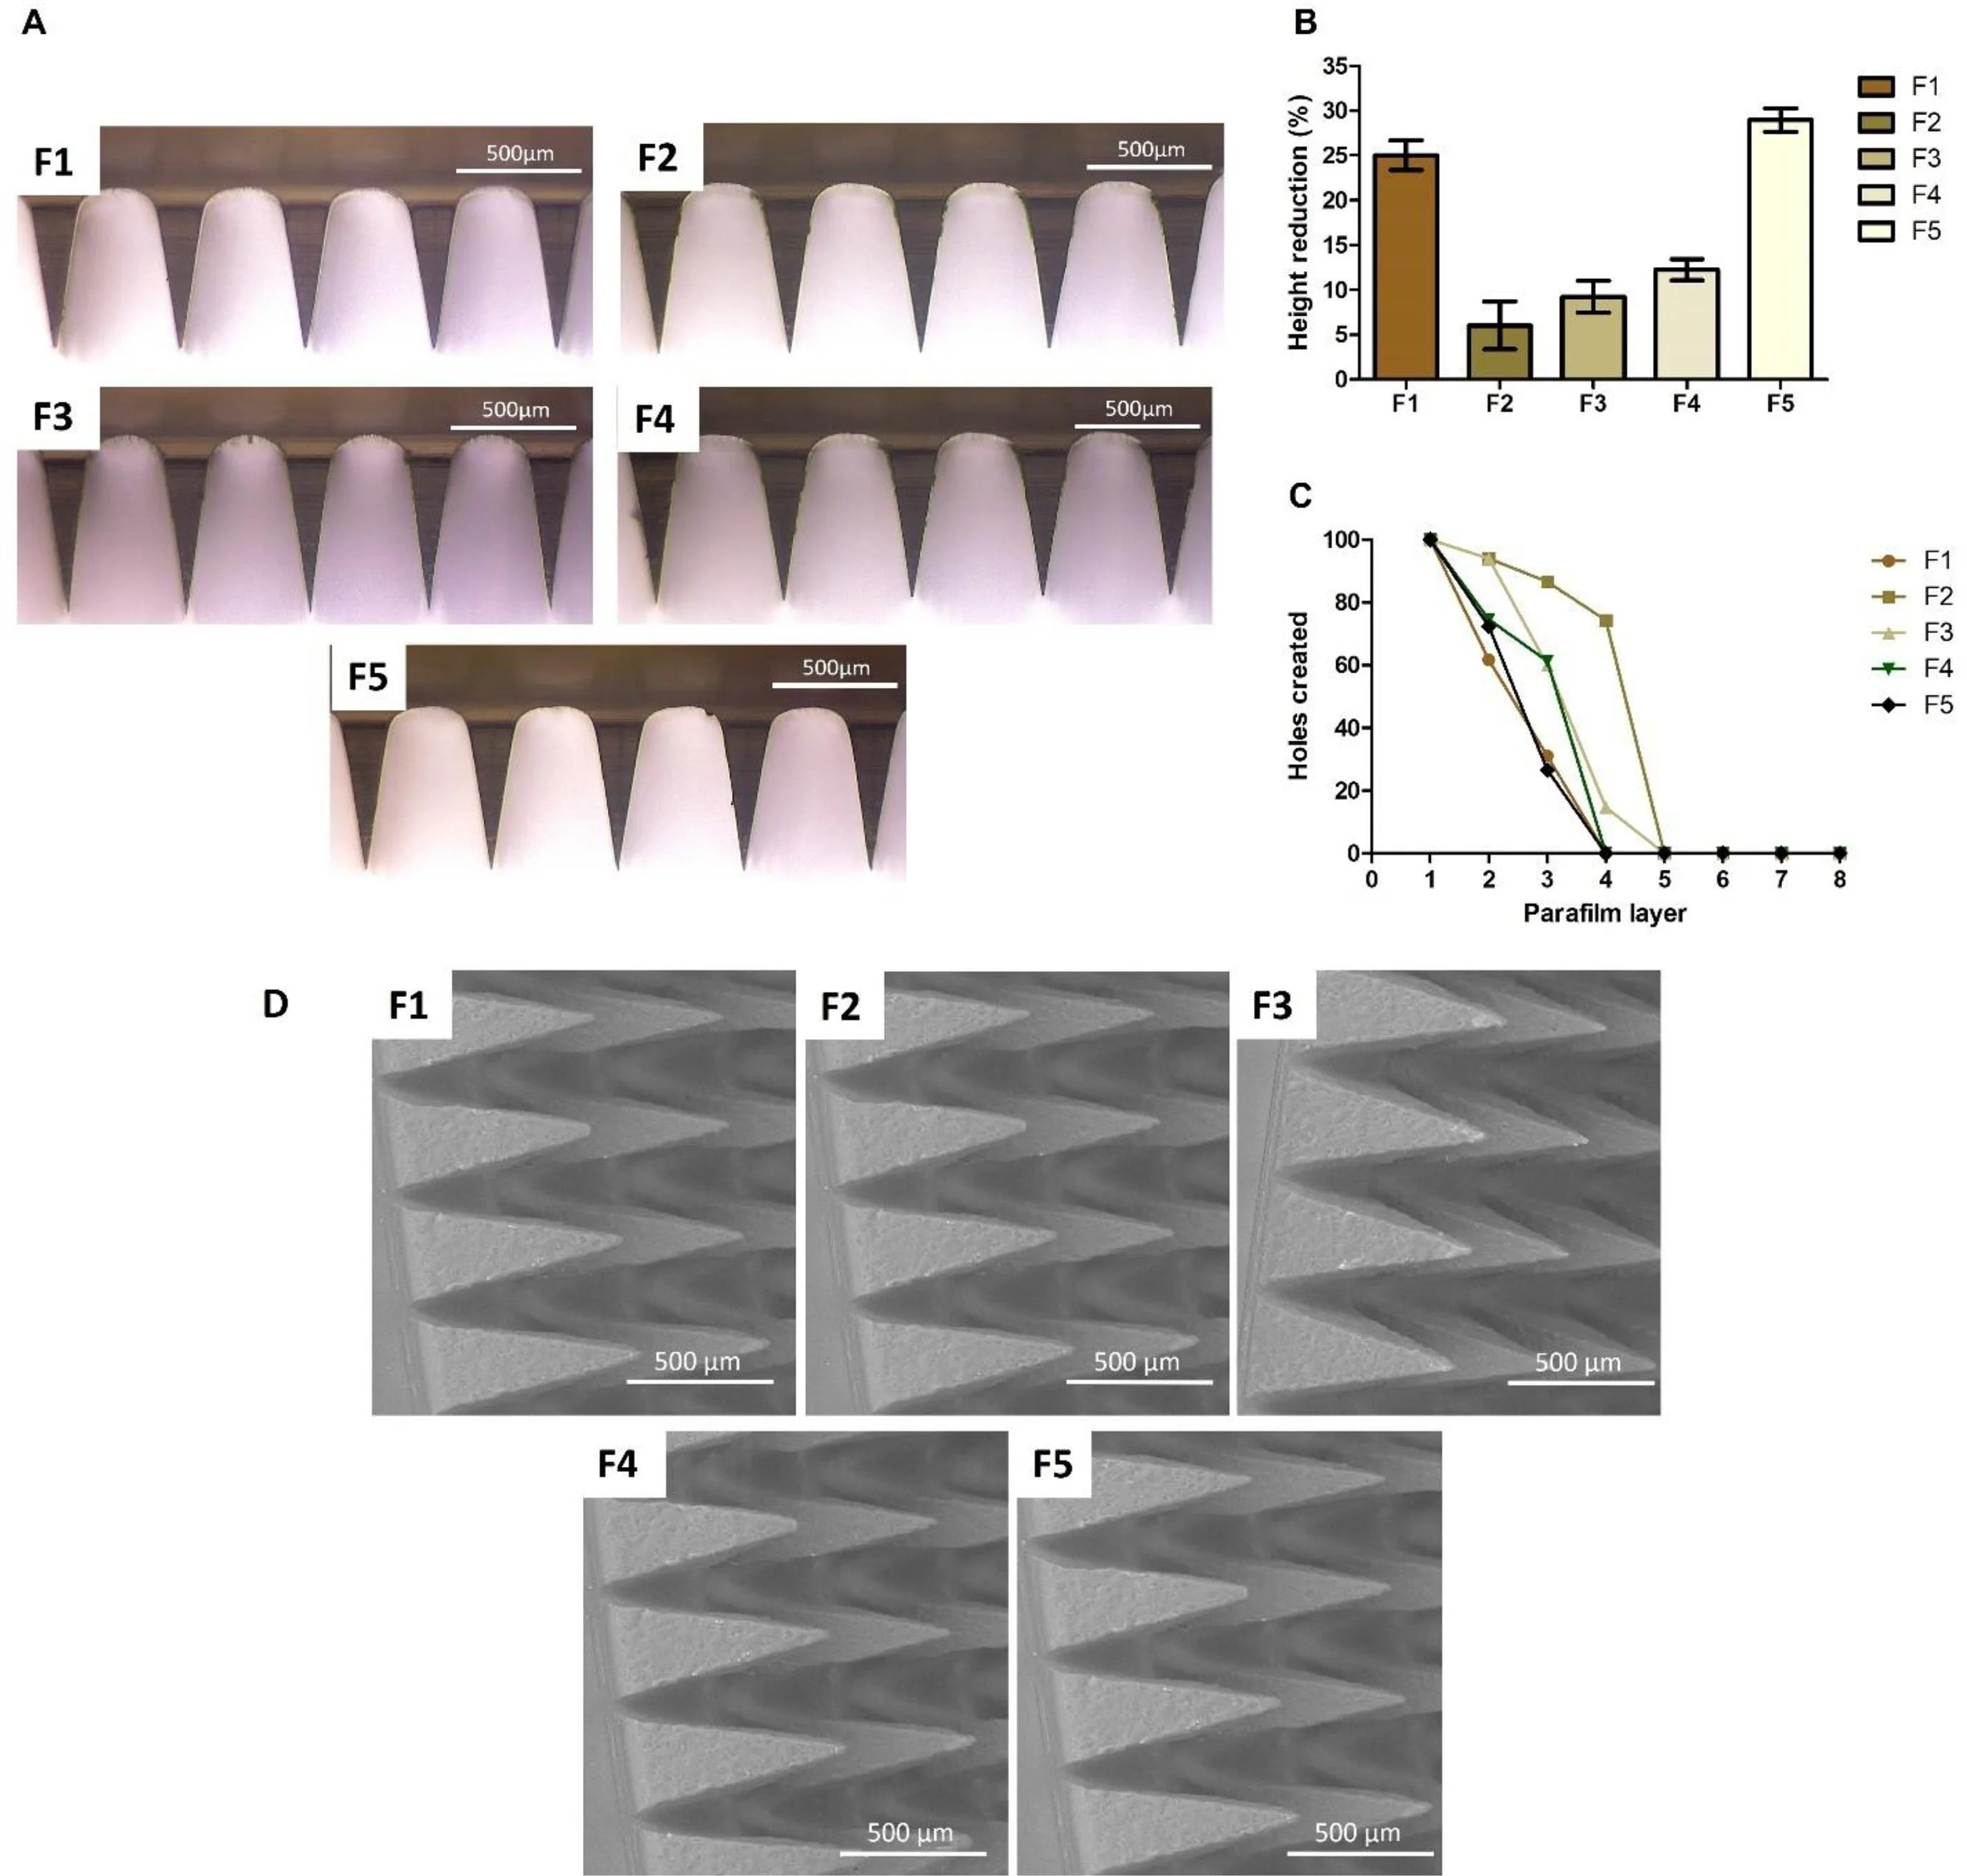 A
F1
500µm
F2
500µm
F3
500µm
F4
500µm
F5
500µm
B
Height reduction (%)
35
30
25
20
15
10
5
0
F1
F2
F3
F4
F5
F1
F2
F3
F4
F5
C
Holes created
100
80
60
40
20
0
0 1 2 3 4 5 6 7 8
Parafilm layer
F1
F2
F3
F4
F5
D
F1
500 µm
F2
500 µm
F3
500 µm
F4
500 µm
F5
500 µm